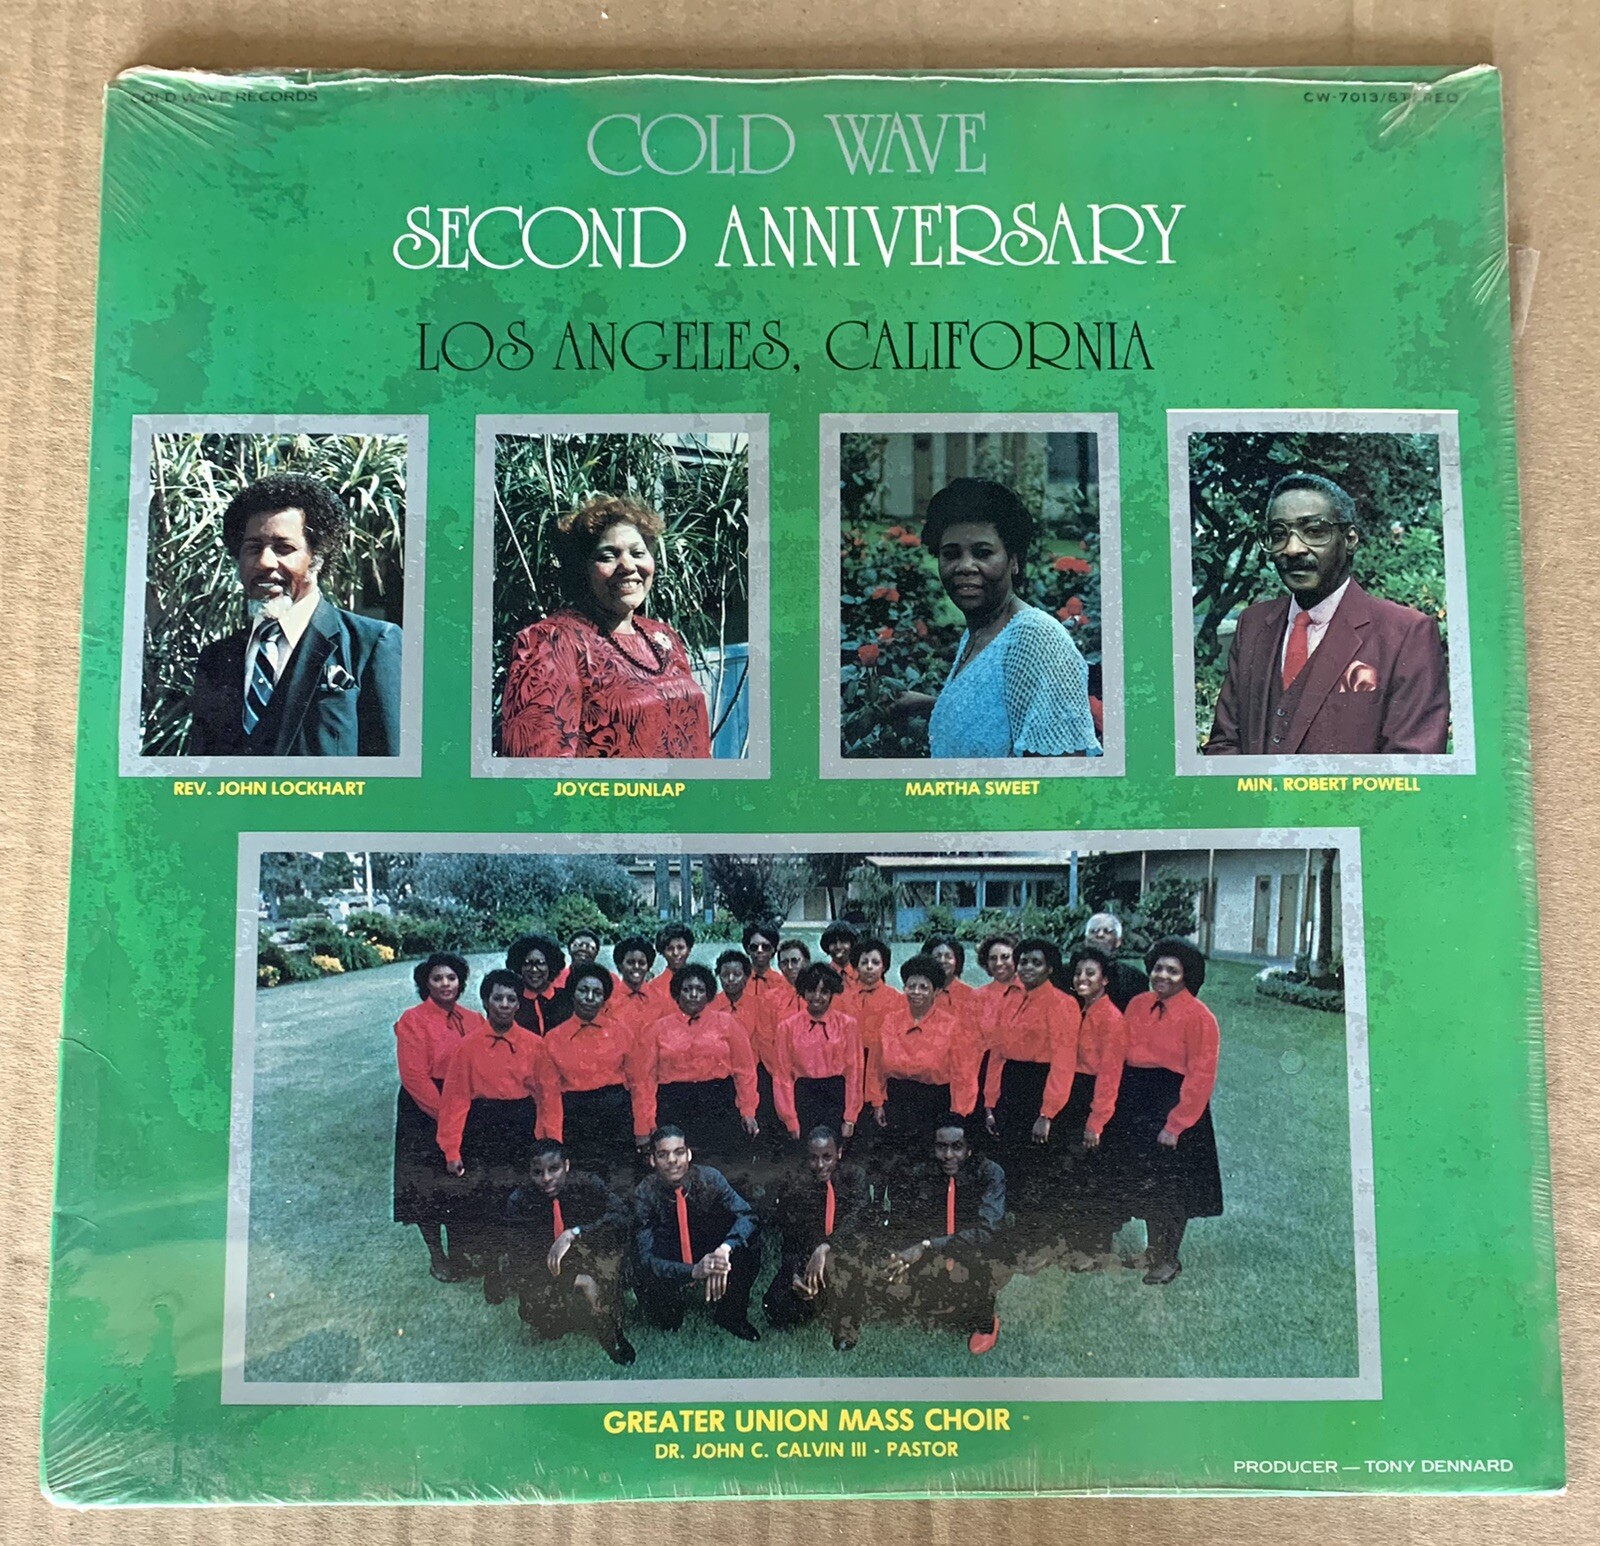 COLD WAVE RECORDS
CW-7013/STEREO
COLD WAVE
SECOND ANNIVERSARY
LOS ANGELES, CALIFORNIA
REV. JOHN LOCKHART
JOYCE DUNLAP
MARTHA SWEET
MIN. ROBERT POWELL
GREATER UNION MASS CHOIR
DR. JOHN C. CALVIN III - PASTOR
PRODUCER — TONY DENNARD